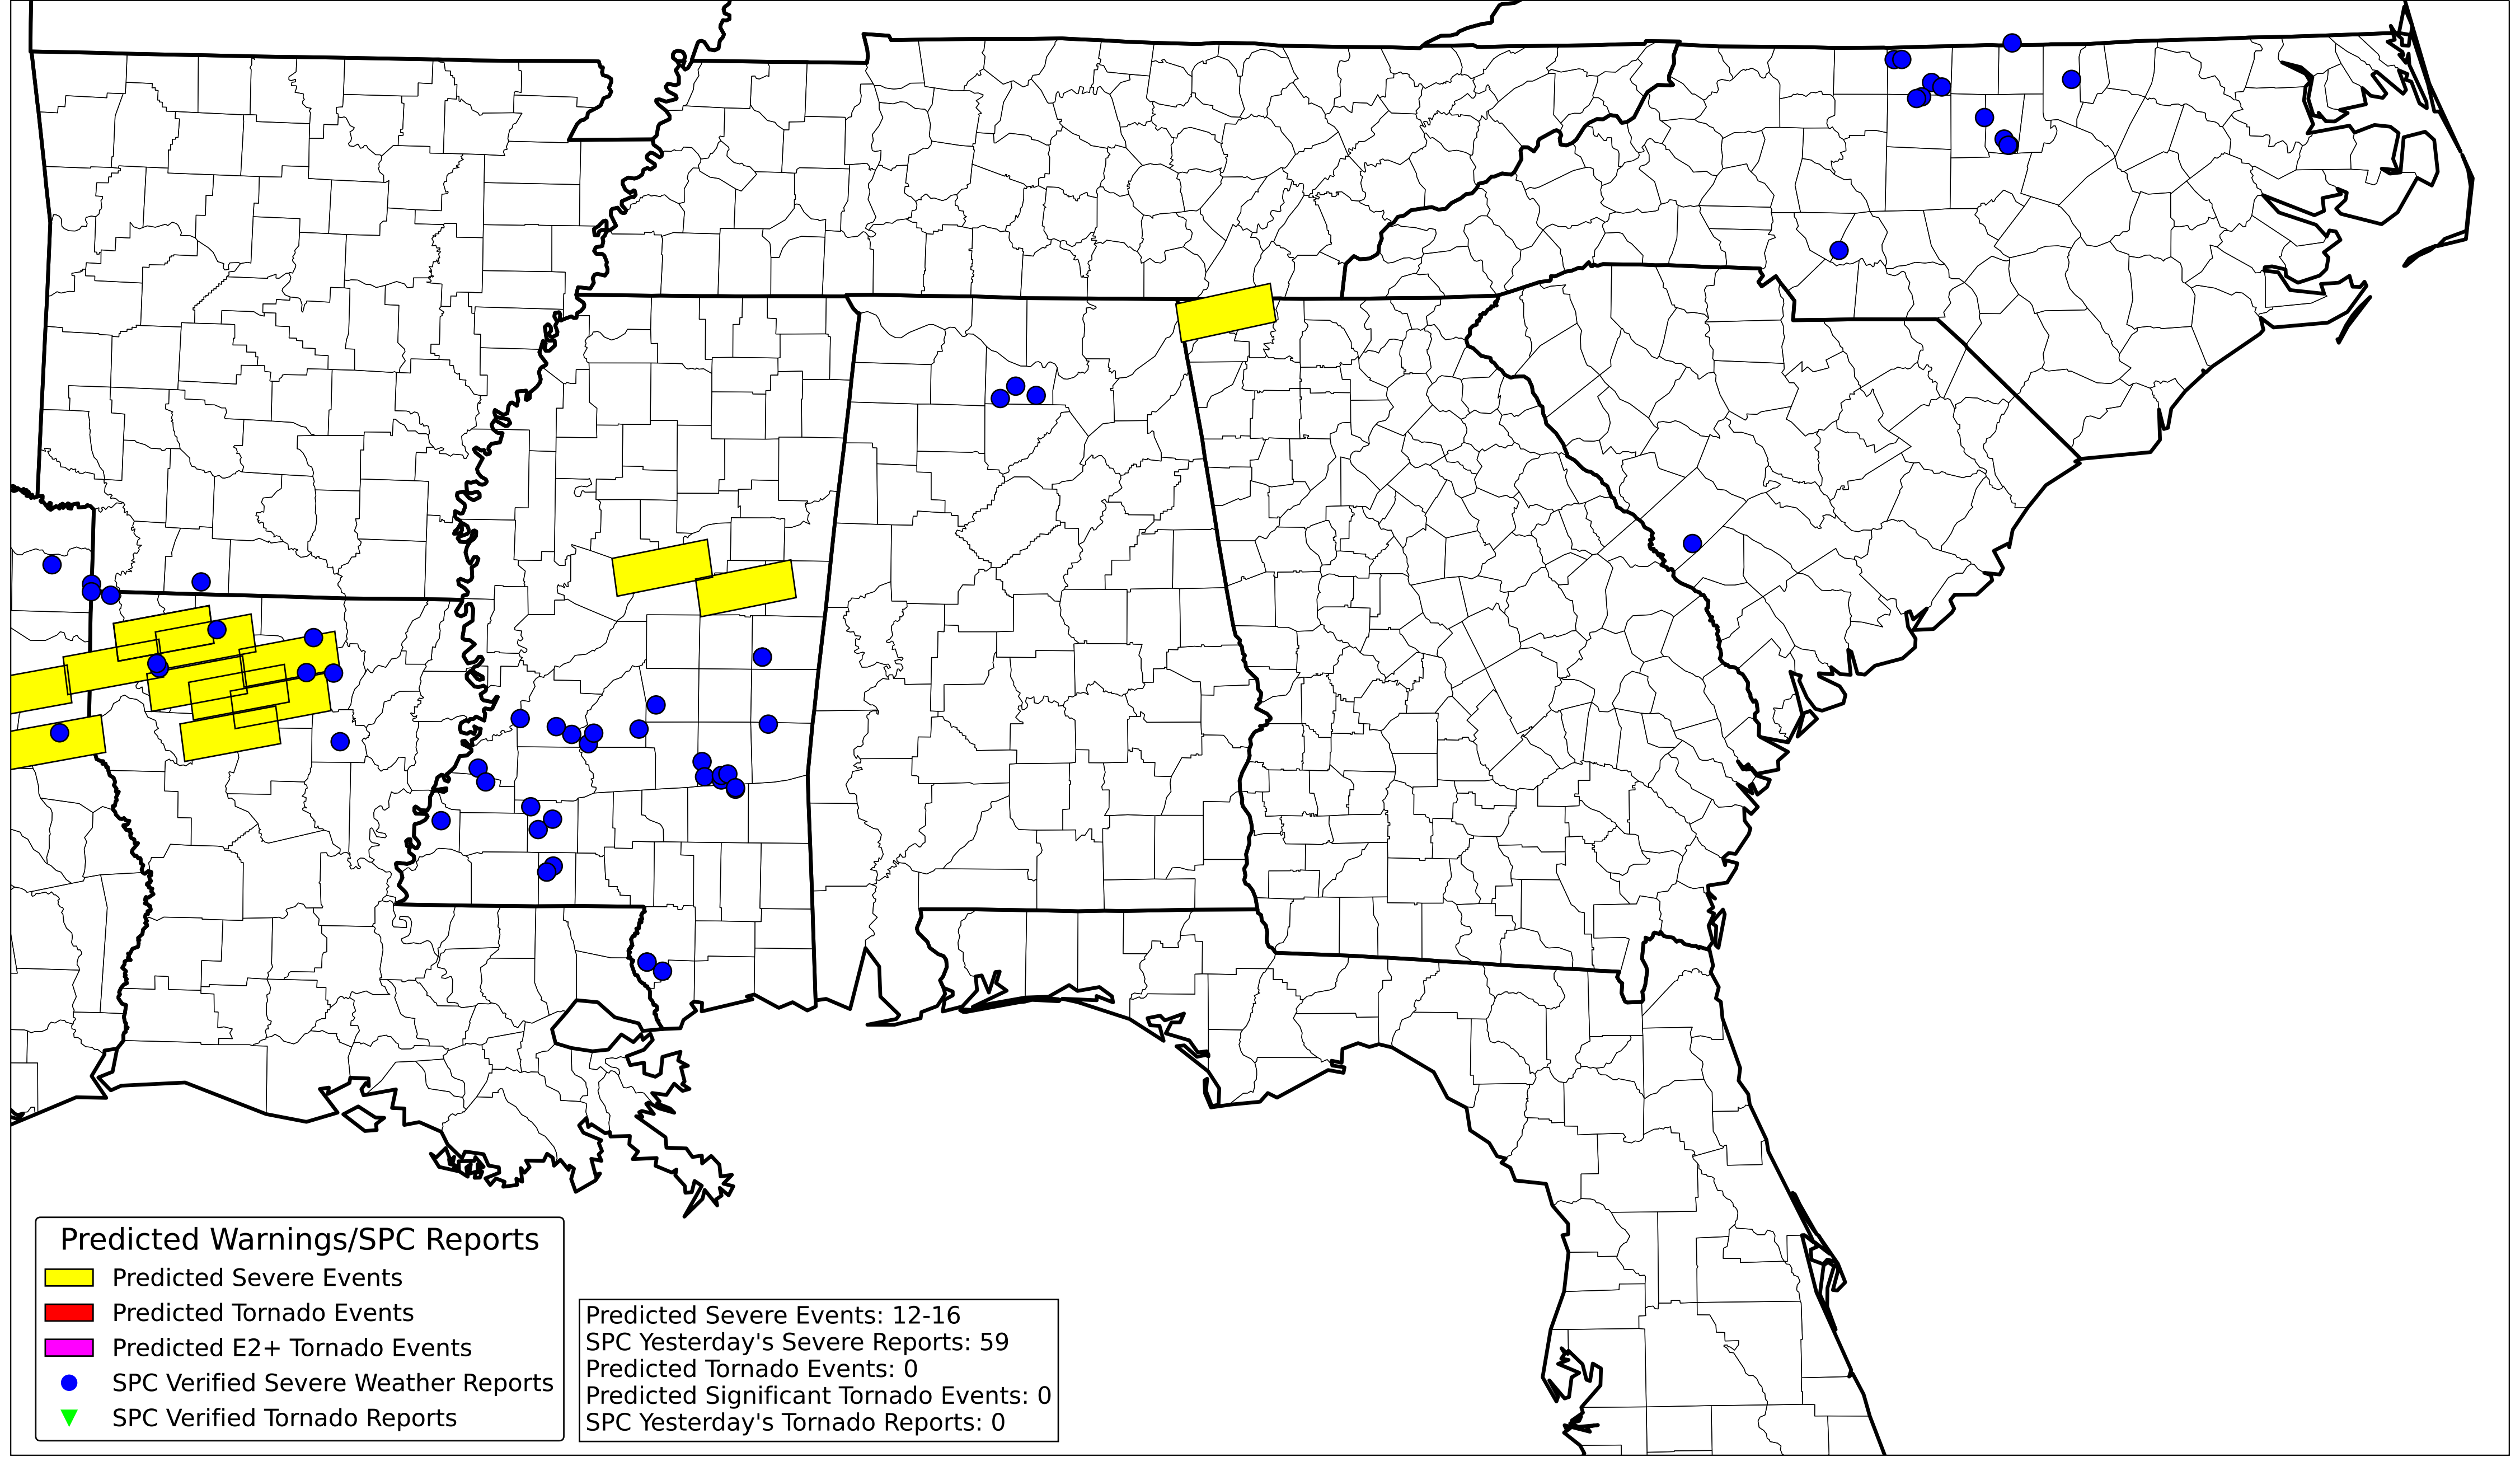 Predicted Warnings/SPC Reports
Predicted Severe Events
Predicted Tornado Events
Predicted E2+ Tornado Events
SPC Verified Severe Weather Reports
SPC Verified Tornado Reports
Predicted Severe Events: 12-16
SPC Yesterday's Severe Reports: 59
Predicted Tornado Events: 0
Predicted Significant Tornado Events: 0
SPC Yesterday's Tornado Reports: 0